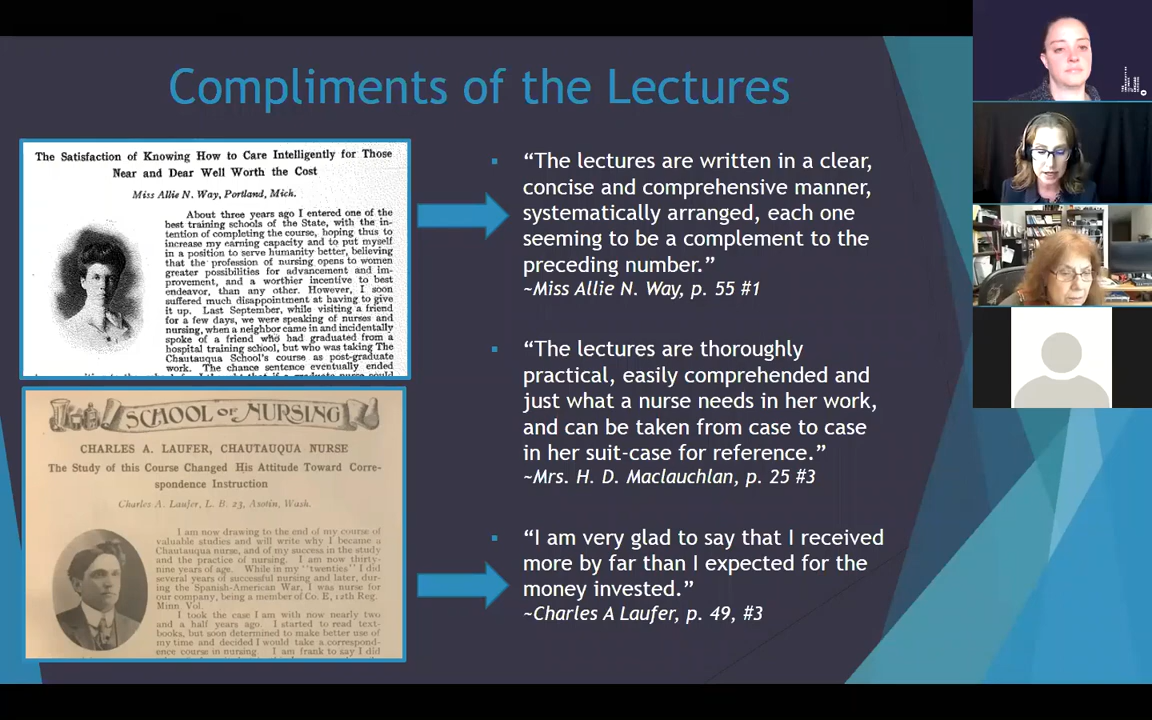 Compliments of the Lectures
The Satisfaction of Knowing How to Care Intelligently for Those
Near and Dear Well Worth the Cost
Miss Allie N. Way, Portland, Mich.
About three years ago I entered one of the
best training schools of the State, with the in-
tention of completing the course, hoping thus to
increase my earning capacity and to put myself
in a position to serve humanity better, believing
that the profession of nursing opens to women
greater possibilities for advancement and im-
provement, and a worthier incentive to best
endeavor, than any other. However, I soon
suffered much disappointment at having to give
it up. Last September, while visiting a friend
for a few days, we were speaking of nurses and
nursing, when a neighbor came in and incidentally
spoke of a friend who had graduated from a
hospital training school, but who was taking The
Chautauqua School's course as post-graduate
work. The chance sentence eventually ended
SCHOOL OF NURSING
CHARLES A. LAUFER, CHAUTAUQUA NURSE
The Study of this Course Changed His Attitude Toward Corre-
spondence Instruction
Charles A. Laufer, L. B. 23, Asotin, Wash.
I am now drawing to the end of my course of
valuable studies and will write why I became a
Chautauqua nurse, and of my success in the study
and the practice of nursing. I am now thirty-
nine years of age. While in my "twenties" I did
several years of successful nursing and later, dur-
ing the Spanish-American War, I was nurse for
our company, being a member of Co. E, 12th Reg.
Minn. Vol.
I took the case I am with now nearly two
and a half years ago. I started to read text-
books, but soon determined to make better use of
my time and decided I would take a correspond-
ence course in nursing. I am frank to say I did
▪ “The lectures are written in a clear,
concise and comprehensive manner,
systematically arranged, each one
seeming to be a complement to the
preceding number.”
~Miss Allie N. Way, p. 55 #1
▪ “The lectures are thoroughly
practical, easily comprehended and
just what a nurse needs in her work,
and can be taken from case to case
in her suit-case for reference.”
~Mrs. H. D. Maclauchlan, p. 25 #3
▪ “I am very glad to say that I received
more by far than I expected for the
money invested.”
~Charles A Laufer, p. 49, #3